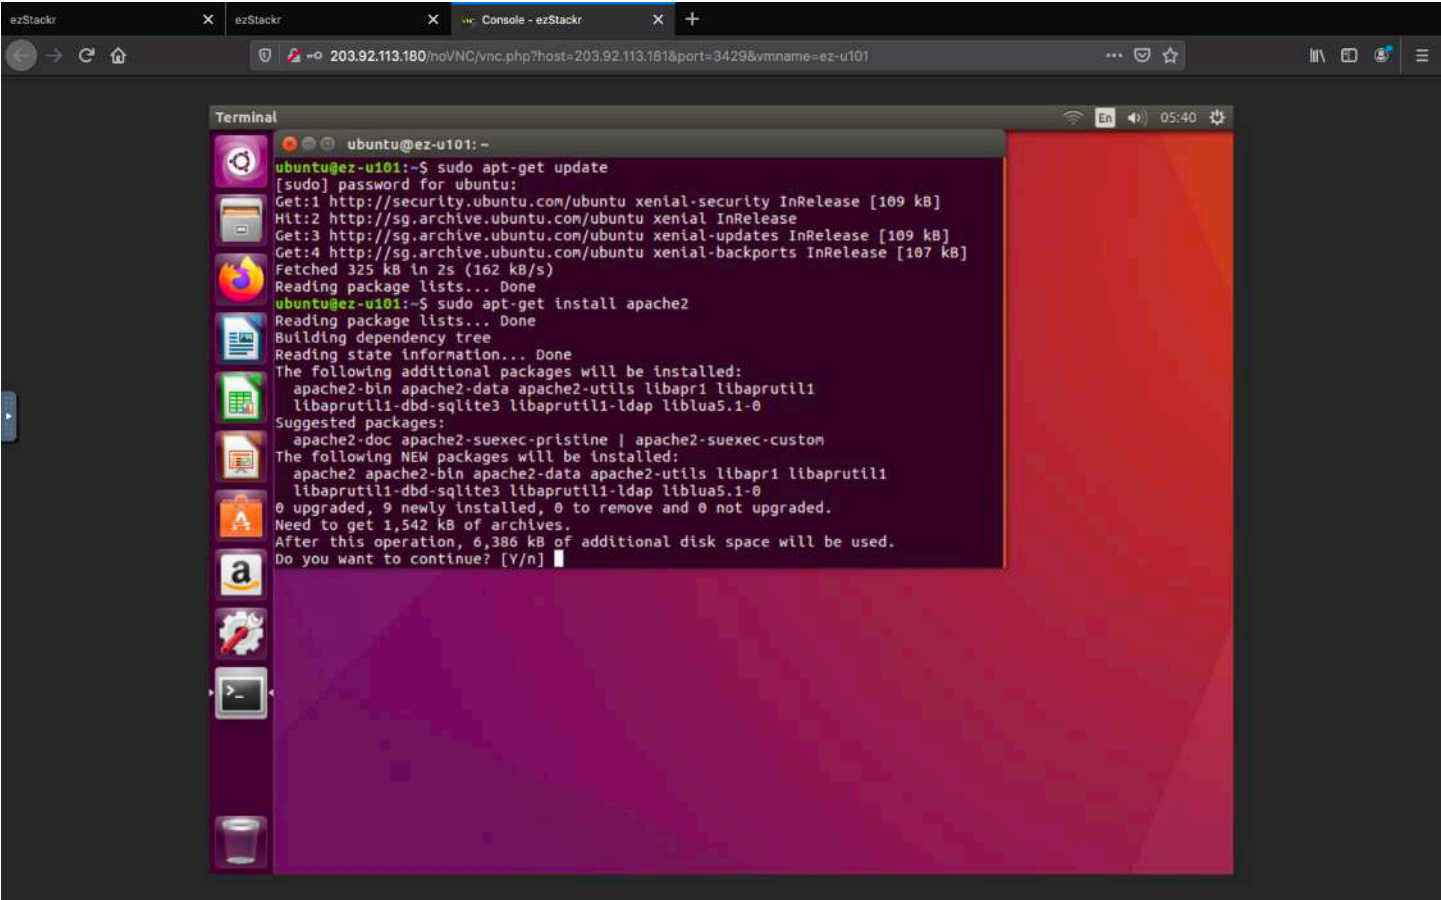 ezStackr
ezStackr
Console - ezStackr
203.92.113.180/noVNC/vnc.php?host=203.92.113.181&port=3429&vmname=ez-u101
Terminal
En
05:40
ubuntu@ez-u101: ~
ubuntu@ez-u101:~$ sudo apt-get update
[sudo] password for ubuntu:
Get:1 http://security.ubuntu.com/ubuntu xenial-security InRelease [109 kB]
Hit:2 http://sg.archive.ubuntu.com/ubuntu xenial InRelease
Get:3 http://sg.archive.ubuntu.com/ubuntu xenial-updates InRelease [109 kB]
Get:4 http://sg.archive.ubuntu.com/ubuntu xenial-backports InRelease [107 kB]
Fetched 325 kB in 2s (162 kB/s)
Reading package lists... Done
ubuntu@ez-u101:~$ sudo apt-get install apache2
Reading package lists... Done
Building dependency tree
Reading state information... Done
The following additional packages will be installed:
  apache2-bin apache2-data apache2-utils libapr1 libaprutil1
  libaprutil1-dbd-sqlite3 libaprutil1-ldap liblua5.1-0
Suggested packages:
  apache2-doc apache2-suexec-pristine | apache2-suexec-custom
The following NEW packages will be installed:
  apache2 apache2-bin apache2-data apache2-utils libapr1 libaprutil1
  libaprutil1-dbd-sqlite3 libaprutil1-ldap liblua5.1-0
0 upgraded, 9 newly installed, 0 to remove and 0 not upgraded.
Need to get 1,542 kB of archives.
After this operation, 6,386 kB of additional disk space will be used.
Do you want to continue? [Y/n]